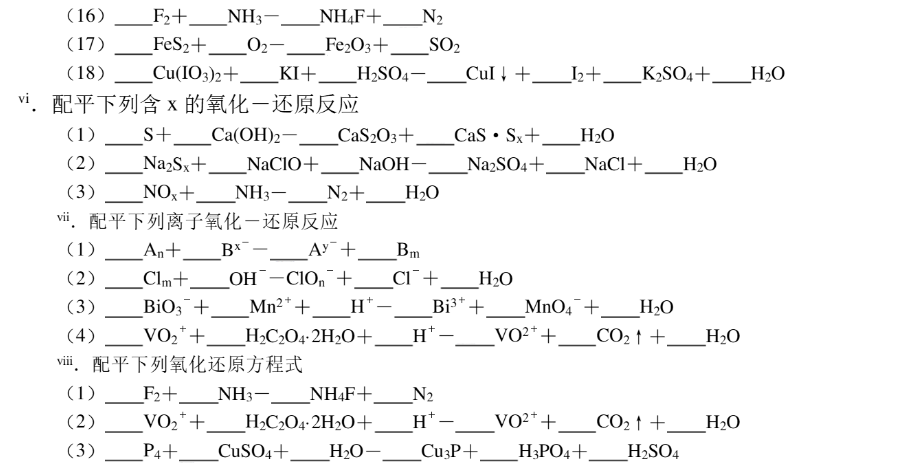 （16）____F₂＋____NH₃－____NH₄F＋____N₂
（17）____FeS₂＋____O₂－____Fe₂O₃＋____SO₂
（18）____Cu(IO₃)₂＋____KI＋____H₂SO₄－____CuI↓＋____I₂＋____K₂SO₄＋____H₂O
vi．配平下列含 x 的氧化－还原反应
（1）____S＋____Ca(OH)₂－____CaS₂O₃＋____CaS·Sₓ＋____H₂O
（2）____Na₂Sₓ＋____NaClO＋____NaOH－____Na₂SO₄＋____NaCl＋____H₂O
（3）____NOₓ＋____NH₃－____N₂＋____H₂O
vii．配平下列离子氧化－还原反应
（1）____Aₙ＋____Bˣ⁻－____Aʸ⁻＋____Bₘ
（2）____Clₘ＋____OH⁻－ClOₙ⁻＋____Cl⁻＋____H₂O
（3）____BiO₃⁻＋____Mn²⁺＋____H⁺－____Bi³⁺＋____MnO₄⁻＋____H₂O
（4）____VO₂⁺＋____H₂C₂O₄·2H₂O＋____H⁺－____VO²⁺＋____CO₂↑＋____H₂O
viii．配平下列氧化还原方程式
（1）____F₂＋____NH₃－____NH₄F＋____N₂
（2）____VO₂⁺＋____H₂C₂O₄·2H₂O＋____H⁺－____VO²⁺＋____CO₂↑＋____H₂O
（3）____P₄＋____CuSO₄＋____H₂O－____Cu₃P＋____H₃PO₄＋____H₂SO₄